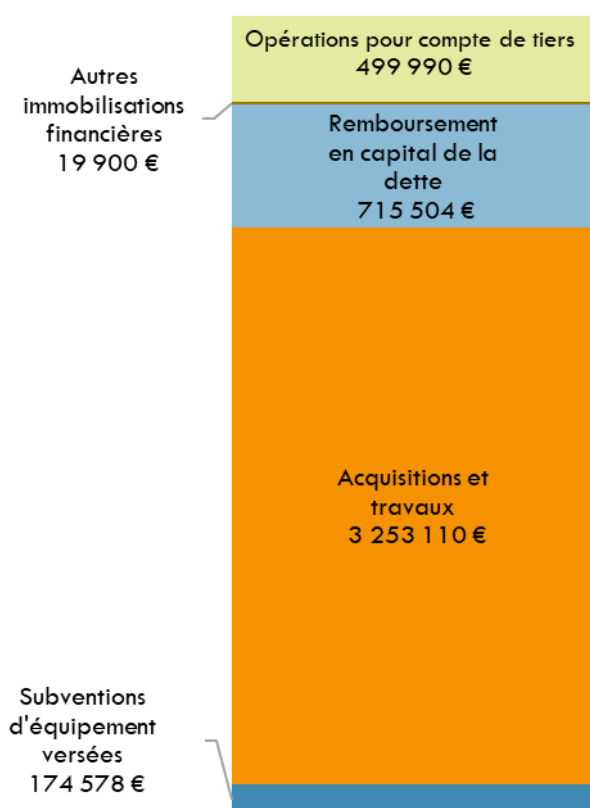 Opérations pour compte de tiers
499 990 €
Autres
immobilisations
financières
19 900 €
Remboursement
en capital de la
dette
715 504 €
Acquisitions et
travaux
3 253 110 €
Subventions
d'équipement
versées
174 578 €